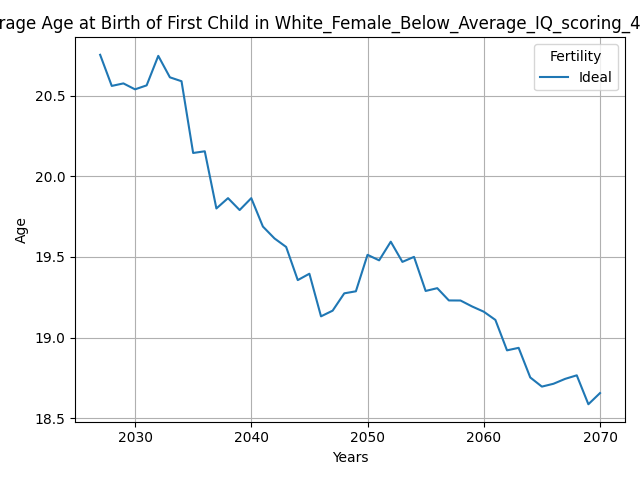 rage Age at Birth of First Child in White_Female_Below_Average_IQ_scoring_4
Fertility
Ideal
Age
20.5
20.0
19.5
19.0
18.5
2030 2040 2050 2060 2070
Years